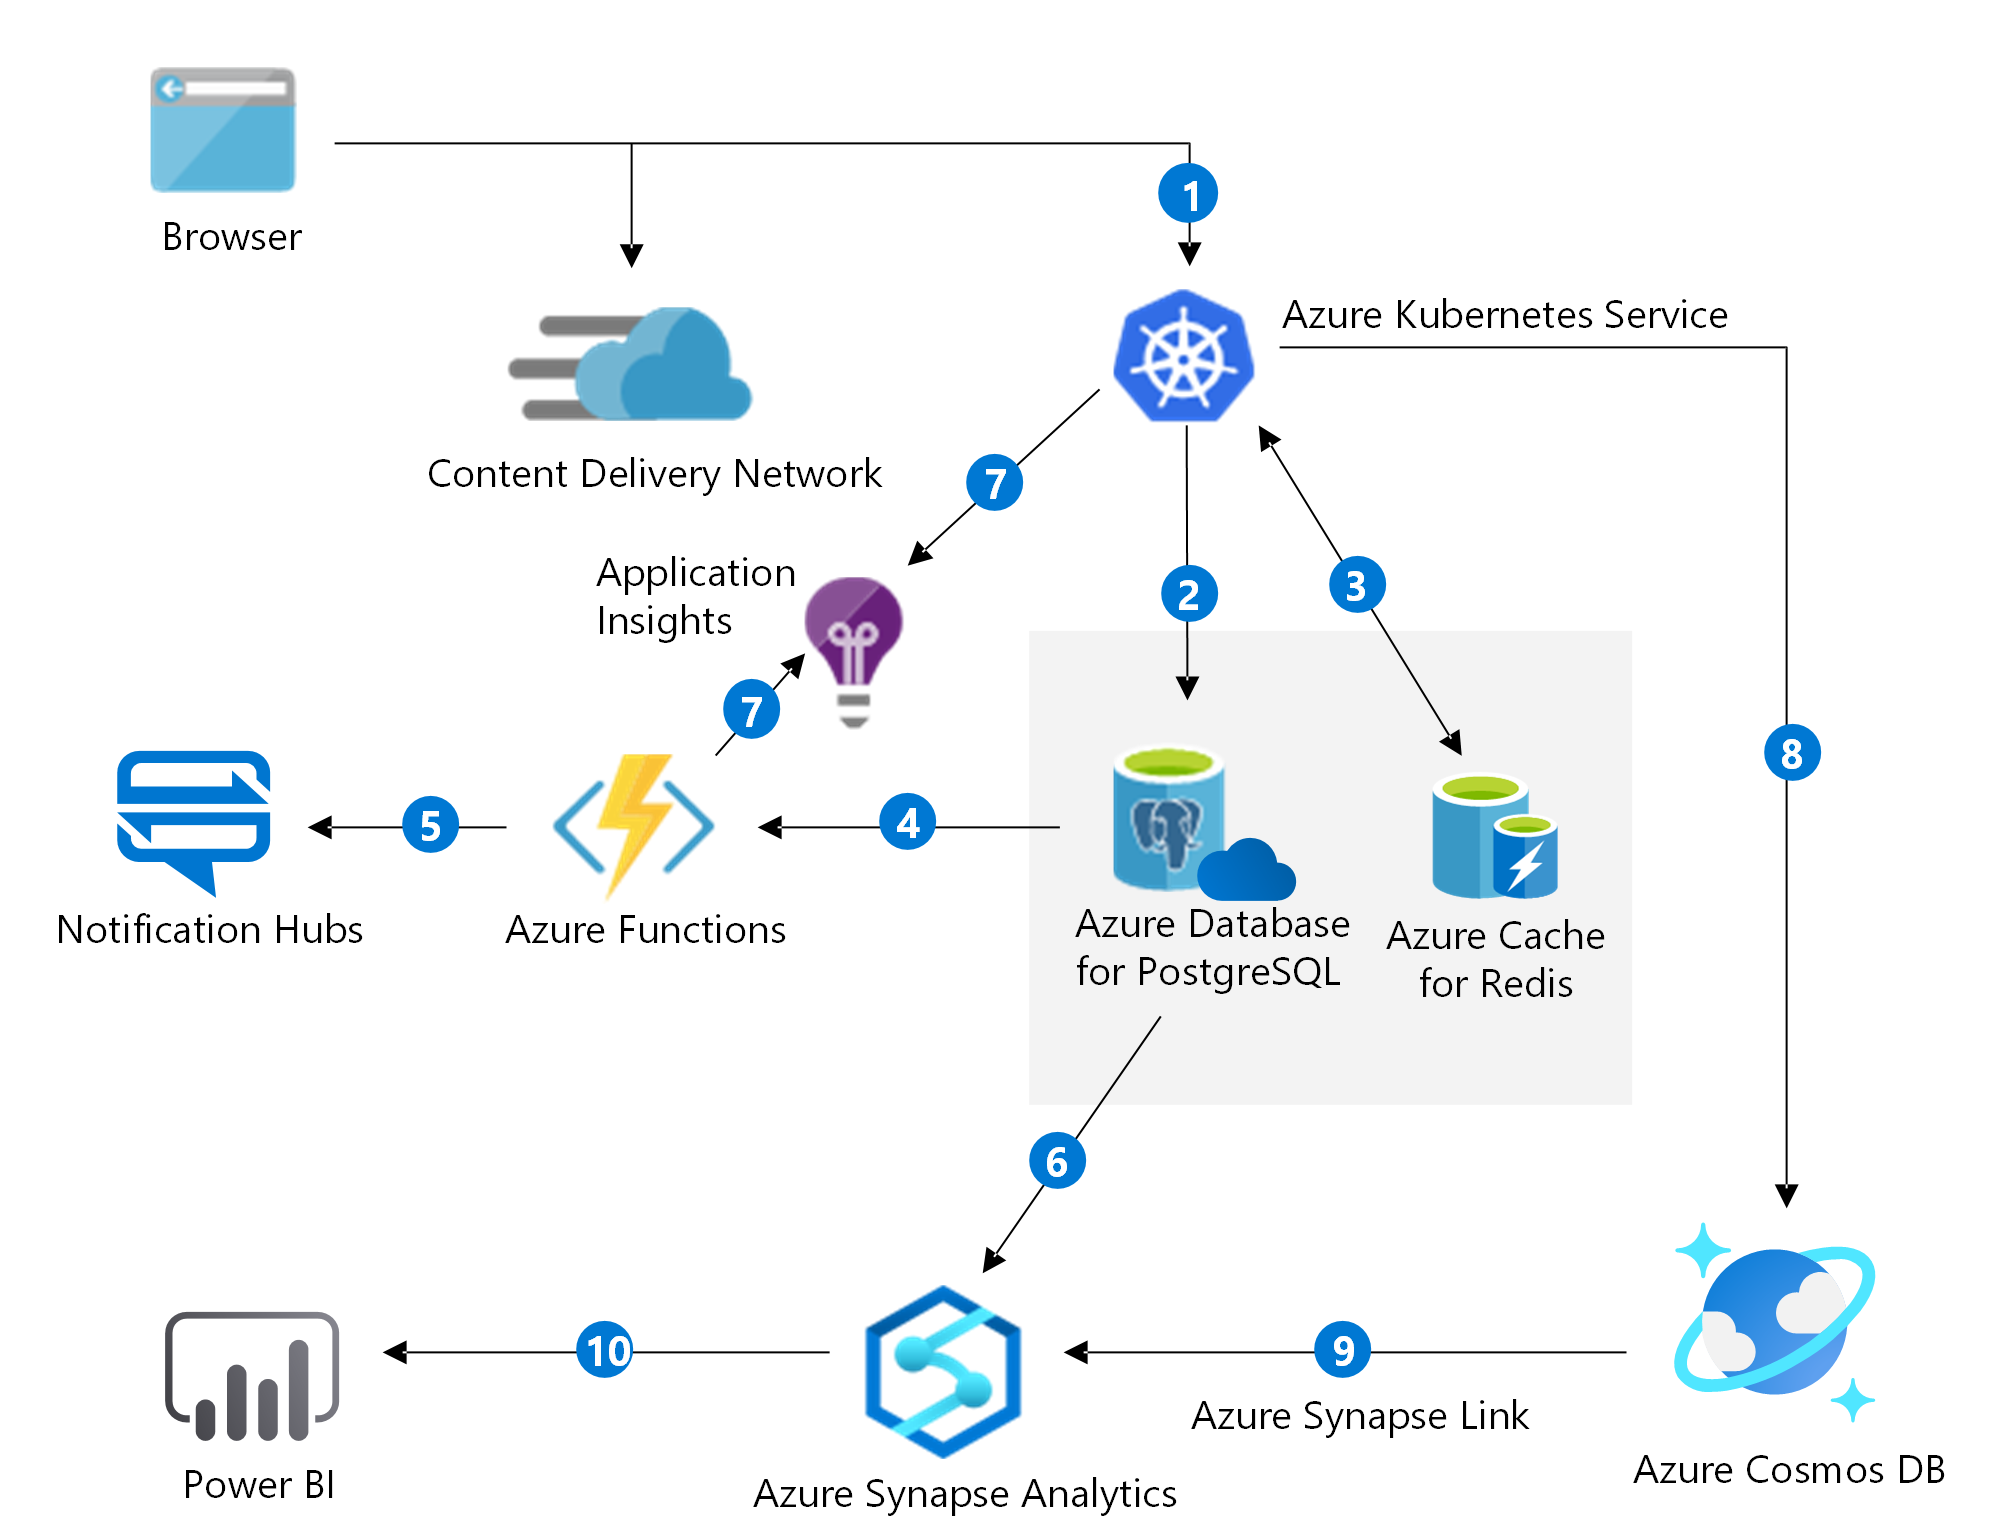 Browser
1
Azure Kubernetes Service
Content Delivery Network
7
Application
Insights
2
3
7
8
4
5
Notification Hubs
Azure Functions
Azure Database
for PostgreSQL
Azure Cache
for Redis
6
10
9
Azure Synapse Link
Power BI
Azure Synapse Analytics
Azure Cosmos DB